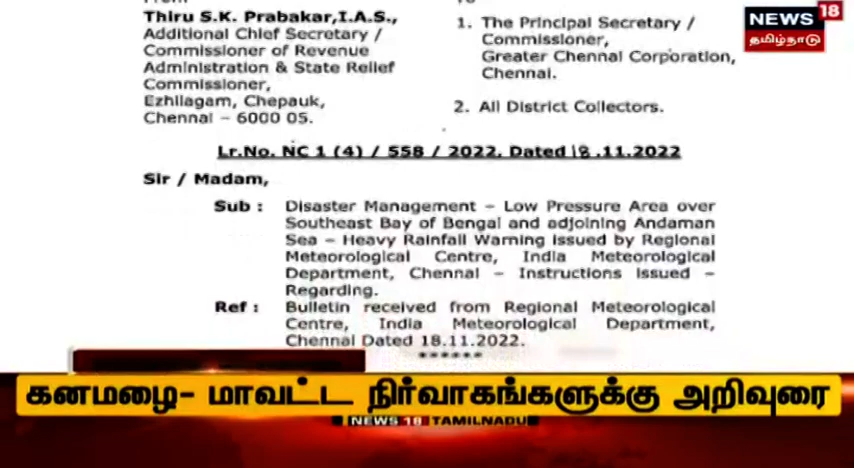 Thiru S.K. Prabakar,I.A.S.,
Additional Chief Secretary /
Commissioner of Revenue
Administration & State Relief
Commissioner,
Ezhilagam, Chepauk,
Chennai – 6000 05.
1. The Principal Secretary /
Commissioner,
Greater Chennai Corporation,
Chennai.
2. All District Collectors.
NEWS 18
தமிழ்நாடு
Lr.No. NC 1 (4) / 558 / 2022, Dated 18.11.2022
Sir / Madam,
Sub : Disaster Management – Low Pressure Area over
Southeast Bay of Bengal and adjoining Andaman
Sea – Heavy Rainfall Warning issued by Regional
Meteorological Centre, India Meteorological
Department, Chennai – Instructions issued –
Regarding.
Ref : Bulletin received from Regional Meteorological
Centre, India Meteorological Department,
Chennai Dated 18.11.2022.
******
கனமழை- மாவட்ட நிர்வாகங்களுக்கு அறிவுரை
NEWS 18 TAMILNADU